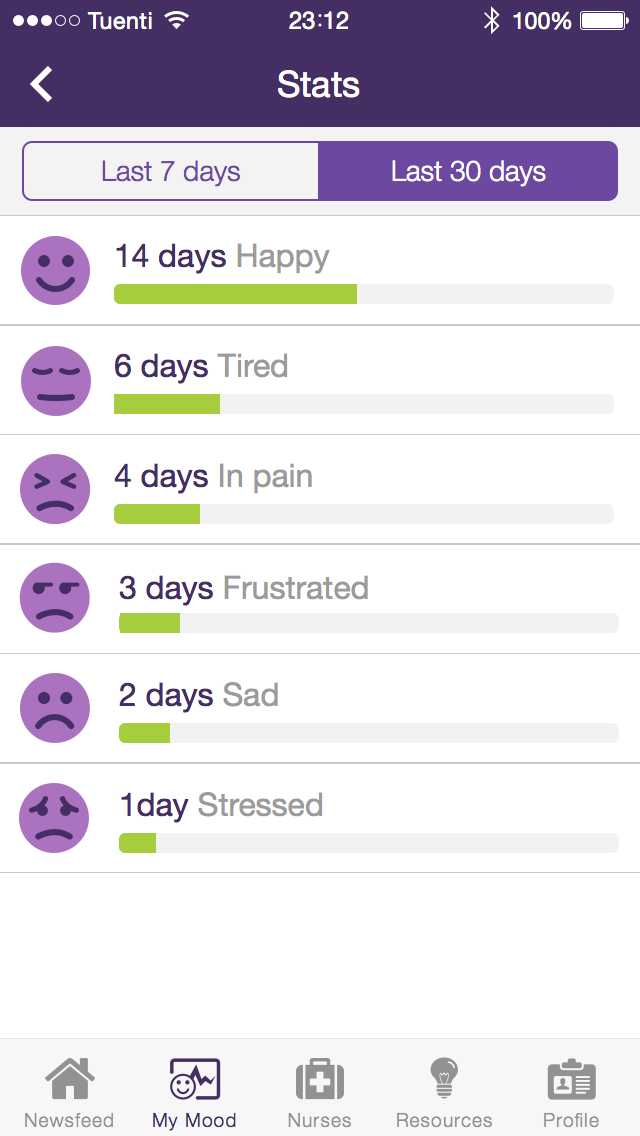 Tuenti 23:12 100%
Stats
Last 7 days Last 30 days
14 days Happy
6 days Tired
4 days In pain
3 days Frustrated
2 days Sad
1day Stressed
Newsfeed My Mood Nurses Resources Profile